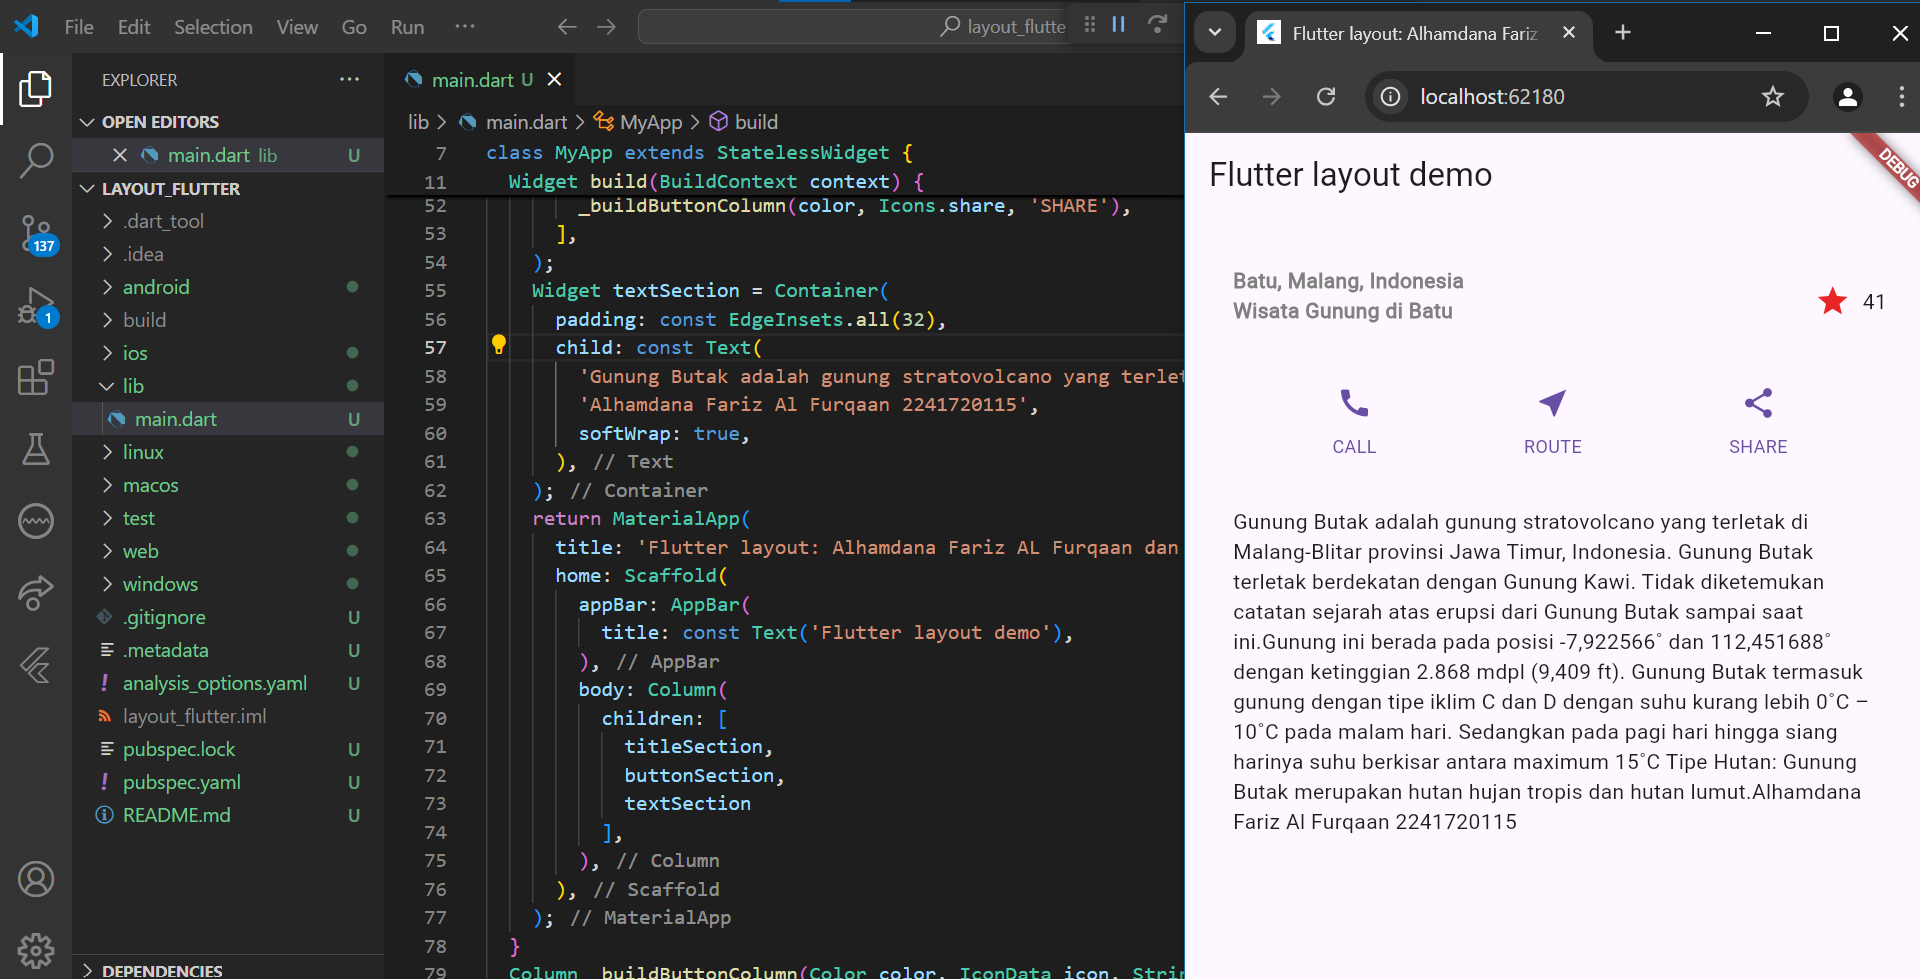 File Edit Selection View Go Run ··· layout_flutte
EXPLORER ···
OPEN EDITORS
main.dart lib U
LAYOUT_FLUTTER
.dart_tool
.idea
android
build
ios
lib
main.dart U
linux
macos
test
web
windows
.gitignore U
.metadata U
analysis_options.yaml U
layout_flutter.iml
pubspec.lock U
pubspec.yaml U
README.md U
DEPENDENCIES
137
1
main.dart U
lib > main.dart > MyApp > build
7 class MyApp extends StatelessWidget {
11 Widget build(BuildContext context) {
52 _buildButtonColumn(color, Icons.share, 'SHARE'),
53 ],
54 );
55 Widget textSection = Container(
56 padding: const EdgeInsets.all(32),
57 child: const Text(
58 'Gunung Butak adalah gunung stratovolcano yang terlet
59 'Alhamdana Fariz Al Furqaan 2241720115',
60 softWrap: true,
61 ), // Text
62 ); // Container
63 return MaterialApp(
64 title: 'Flutter layout: Alhamdana Fariz AL Furqaan dan
65 home: Scaffold(
66 appBar: AppBar(
67 title: const Text('Flutter layout demo'),
68 ), // AppBar
69 body: Column(
70 children: [
71 titleSection,
72 buttonSection,
73 textSection
74 ],
75 ), // Column
76 ), // Scaffold
77 ); // MaterialApp
78 }
79 Column _buildButtonColumn(Color color, IconData icon, Strin
Flutter layout: Alhamdana Fariz
localhost:62180
DEBUG
Flutter layout demo
Batu, Malang, Indonesia
Wisata Gunung di Batu
41
CALL ROUTE SHARE
Gunung Butak adalah gunung stratovolcano yang terletak di
Malang-Blitar provinsi Jawa Timur, Indonesia. Gunung Butak
terletak berdekatan dengan Gunung Kawi. Tidak diketemukan
catatan sejarah atas erupsi dari Gunung Butak sampai saat
ini.Gunung ini berada pada posisi -7,922566° dan 112,451688°
dengan ketinggian 2.868 mdpl (9,409 ft). Gunung Butak termasuk
gunung dengan tipe iklim C dan D dengan suhu kurang lebih 0°C –
10°C pada malam hari. Sedangkan pada pagi hari hingga siang
harinya suhu berkisar antara maximum 15°C Tipe Hutan: Gunung
Butak merupakan hutan hujan tropis dan hutan lumut.Alhamdana
Fariz Al Furqaan 2241720115